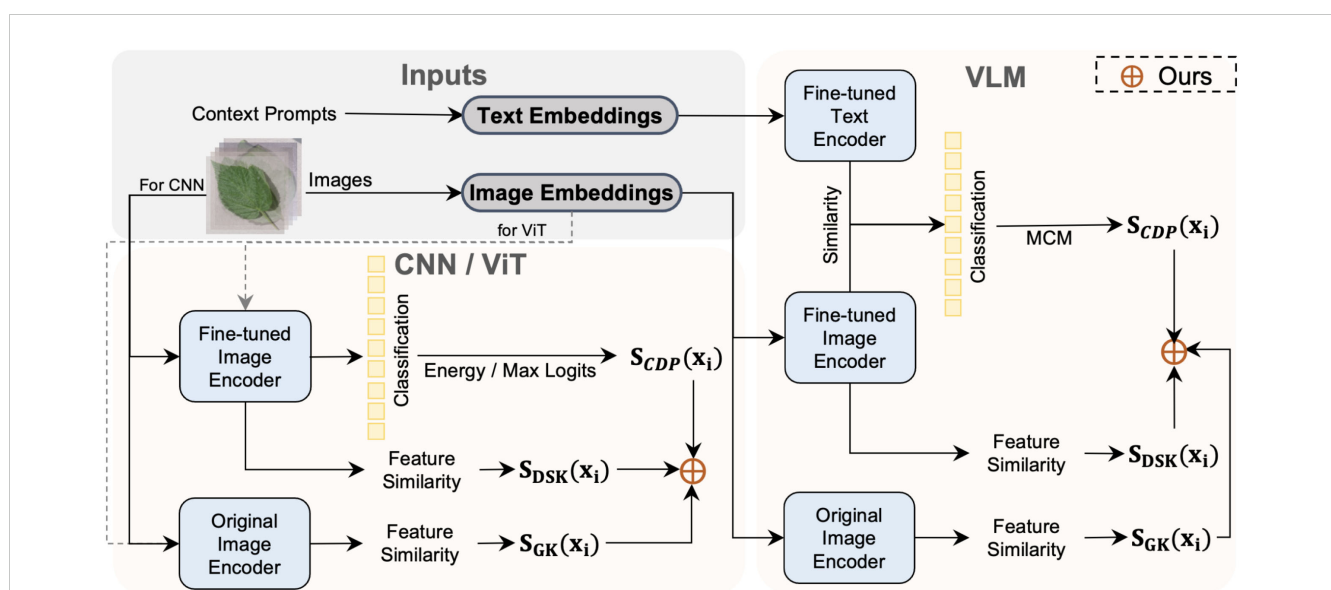 Inputs
Context Prompts
Text Embeddings
For CNN
Images
Image Embeddings
for ViT
CNN / ViT
Fine-tuned
Image
Encoder
Classification
Energy / Max Logits
S_CDP(x_i)
Feature
Similarity
S_DSK(x_i)
Original
Image
Encoder
Feature
Similarity
S_GK(x_i)
VLM
⊕ Ours
Fine-tuned
Text
Encoder
Similarity
Classification
MCM
S_CDP(x_i)
Fine-tuned
Image
Encoder
Feature
Similarity
S_DSK(x_i)
Original
Image
Encoder
Feature
Similarity
S_GK(x_i)